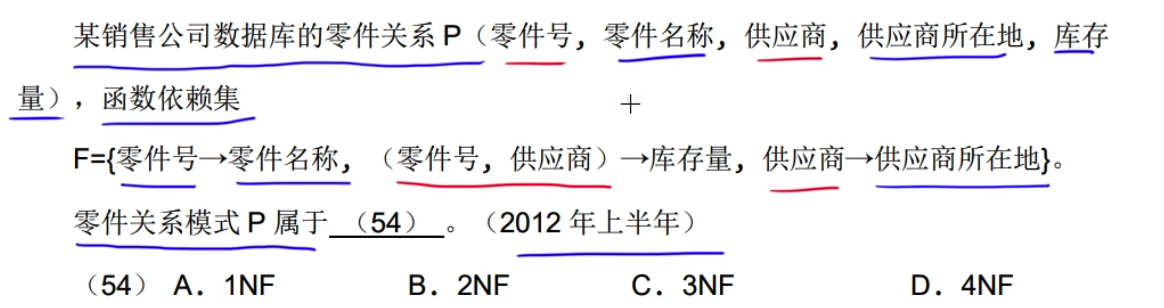 某销售公司数据库的零件关系 P（零件号，零件名称，供应商，供应商所在地，库存
量），函数依赖集
F={零件号→零件名称，（零件号，供应商）→库存量，供应商→供应商所在地}。
零件关系模式 P 属于 （54） 。（2012 年上半年）
（54） A．1NF B．2NF C．3NF D．4NF